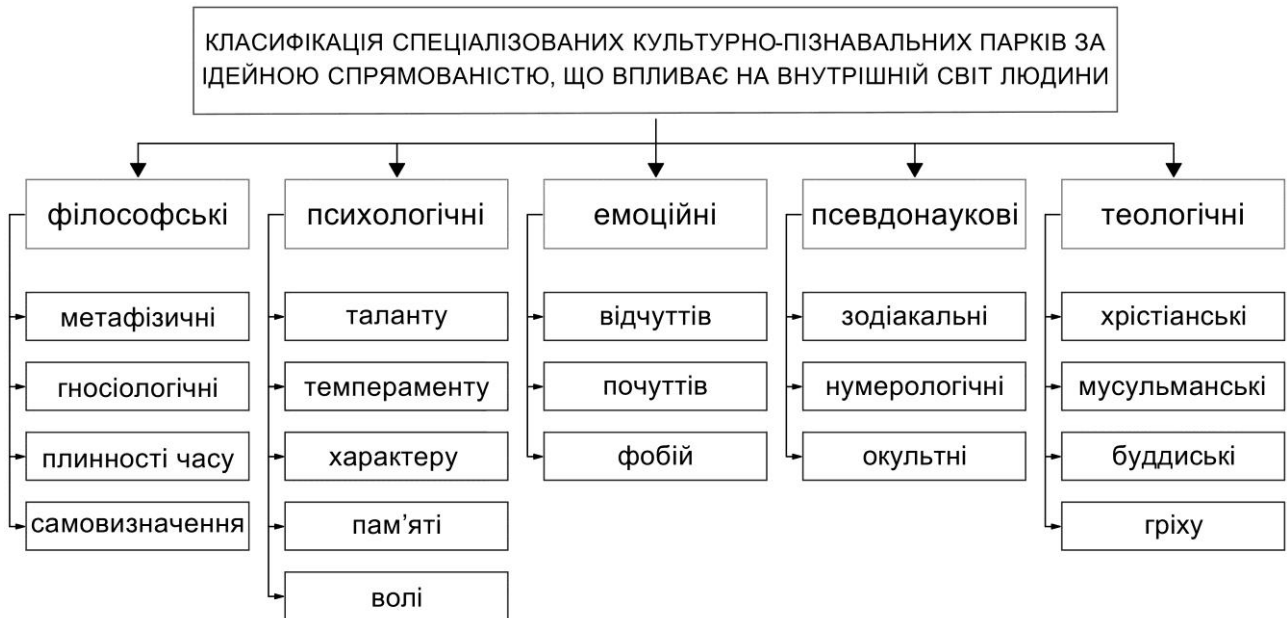 КЛАСИФІКАЦІЯ СПЕЦІАЛІЗОВАНИХ КУЛЬТУРНО-ПІЗНАВАЛЬНИХ ПАРКІВ ЗА
ІДЕЙНОЮ СПРЯМОВАНІСТЮ, ЩО ВПЛИВАЄ НА ВНУТРІШНІЙ СВІТ ЛЮДИНИ
філософські
метафізичні
гносіологічні
плинності часу
самовизначення
психологічні
таланту
темпераменту
характеру
пам’яті
волі
емоційні
відчуттів
почуттів
фобій
псевдонаукові
зодіакальні
нумерологічні
окультні
теологічні
хрістіанські
мусульманські
буддиські
гріху